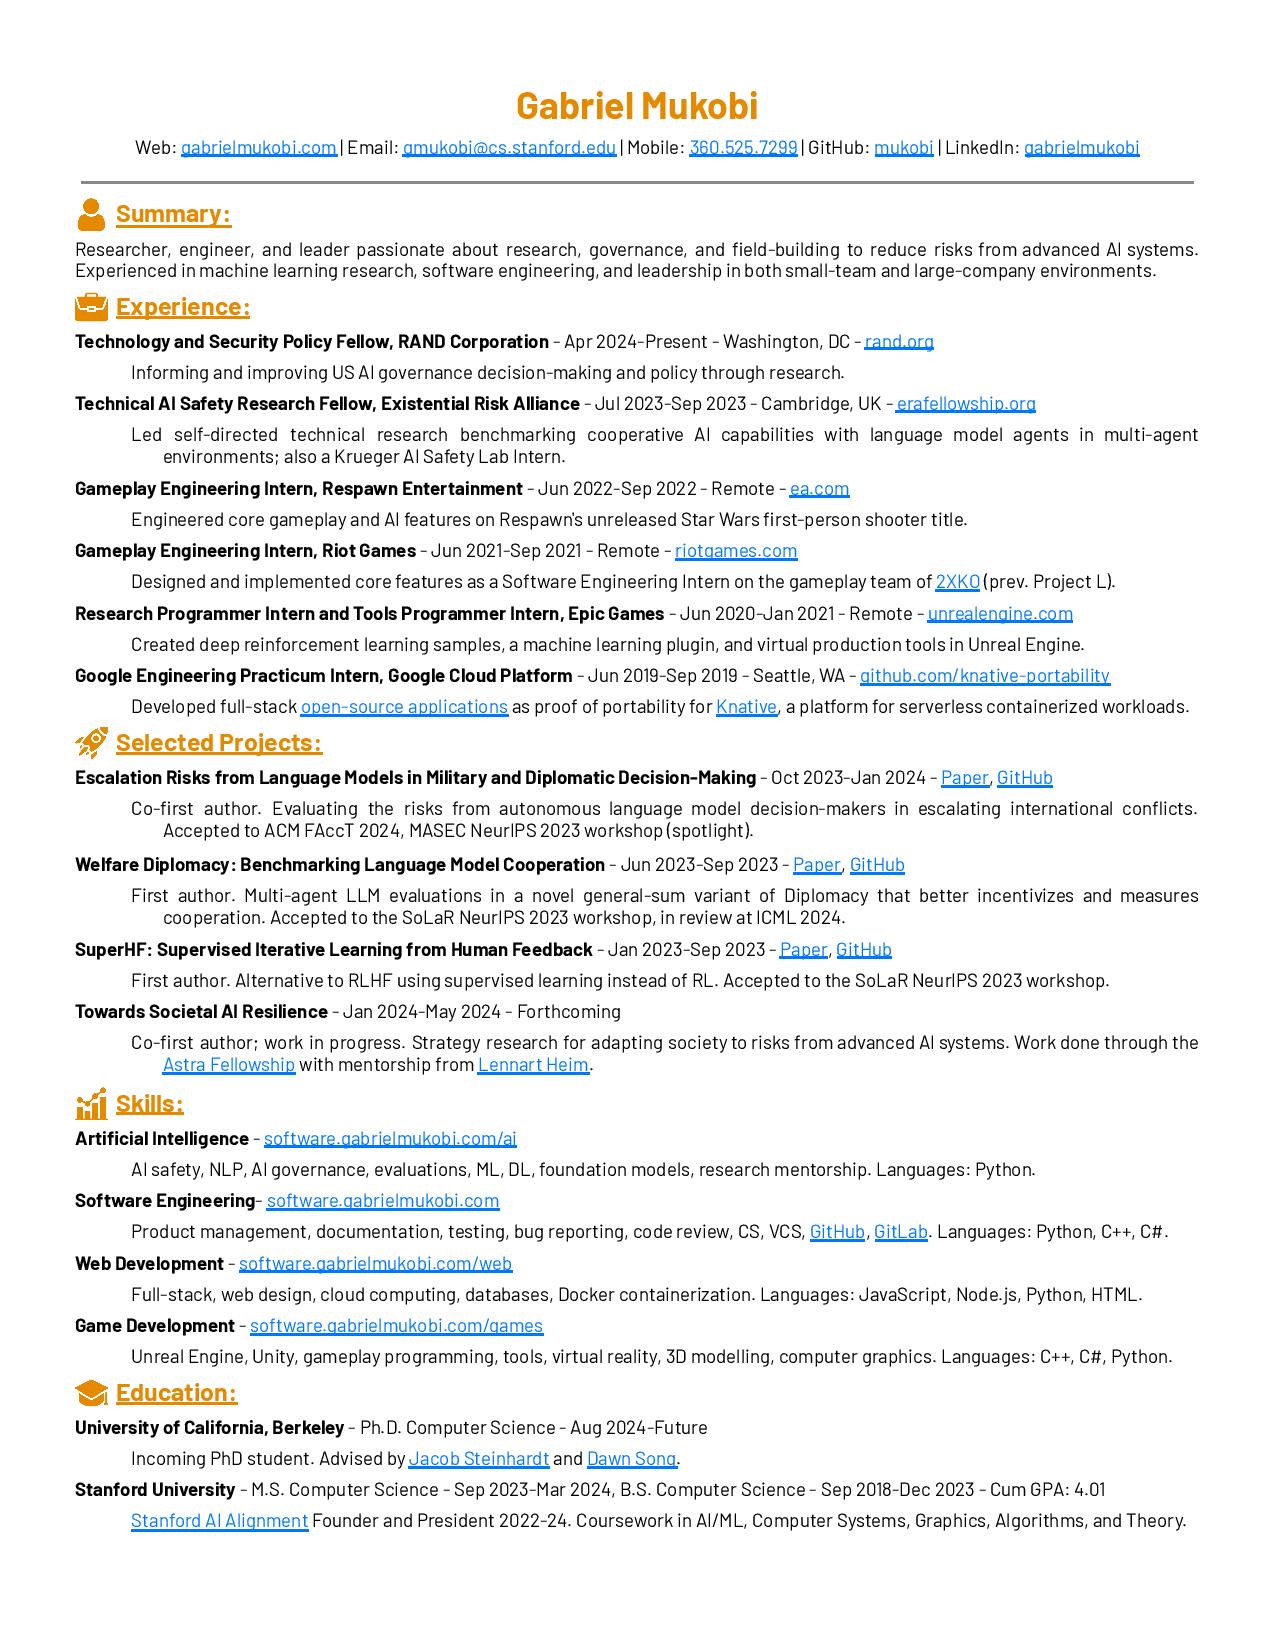 Gabriel Mukobi
Web: gabrielmukobi.com | Email: gmukobi@cs.stanford.edu | Mobile: 360.525.7299 | GitHub: mukobi | LinkedIn: gabrielmukobi
Summary:
Researcher, engineer, and leader passionate about research, governance, and field-building to reduce risks from advanced AI systems.
Experienced in machine learning research, software engineering, and leadership in both small-team and large-company environments.
Experience:
Technology and Security Policy Fellow, RAND Corporation - Apr 2024-Present - Washington, DC - rand.org
Informing and improving US AI governance decision-making and policy through research.
Technical AI Safety Research Fellow, Existential Risk Alliance - Jul 2023-Sep 2023 - Cambridge, UK - erafellowship.org
Led self-directed technical research benchmarking cooperative AI capabilities with language model agents in multi-agent
environments; also a Krueger AI Safety Lab Intern.
Gameplay Engineering Intern, Respawn Entertainment - Jun 2022-Sep 2022 - Remote - ea.com
Engineered core gameplay and AI features on Respawn's unreleased Star Wars first-person shooter title.
Gameplay Engineering Intern, Riot Games - Jun 2021-Sep 2021 - Remote - riotgames.com
Designed and implemented core features as a Software Engineering Intern on the gameplay team of 2XKO (prev. Project L).
Research Programmer Intern and Tools Programmer Intern, Epic Games - Jun 2020-Jan 2021 - Remote - unrealengine.com
Created deep reinforcement learning samples, a machine learning plugin, and virtual production tools in Unreal Engine.
Google Engineering Practicum Intern, Google Cloud Platform - Jun 2019-Sep 2019 - Seattle, WA - github.com/knative-portability
Developed full-stack open-source applications as proof of portability for Knative, a platform for serverless containerized workloads.
Selected Projects:
Escalation Risks from Language Models in Military and Diplomatic Decision-Making - Oct 2023-Jan 2024 - Paper, GitHub
Co-first author. Evaluating the risks from autonomous language model decision-makers in escalating international conflicts.
Accepted to ACM FAccT 2024, MASEC NeurIPS 2023 workshop (spotlight).
Welfare Diplomacy: Benchmarking Language Model Cooperation - Jun 2023-Sep 2023 - Paper, GitHub
First author. Multi-agent LLM evaluations in a novel general-sum variant of Diplomacy that better incentivizes and measures
cooperation. Accepted to the SoLaR NeurIPS 2023 workshop, in review at ICML 2024.
SuperHF: Supervised Iterative Learning from Human Feedback - Jan 2023-Sep 2023 - Paper, GitHub
First author. Alternative to RLHF using supervised learning instead of RL. Accepted to the SoLaR NeurIPS 2023 workshop.
Towards Societal AI Resilience - Jan 2024-May 2024 - Forthcoming
Co-first author; work in progress. Strategy research for adapting society to risks from advanced AI systems. Work done through the
Astra Fellowship with mentorship from Lennart Heim.
Skills:
Artificial Intelligence - software.gabrielmukobi.com/ai
AI safety, NLP, AI governance, evaluations, ML, DL, foundation models, research mentorship. Languages: Python.
Software Engineering- software.gabrielmukobi.com
Product management, documentation, testing, bug reporting, code review, CS, VCS, GitHub, GitLab. Languages: Python, C++, C#.
Web Development - software.gabrielmukobi.com/web
Full-stack, web design, cloud computing, databases, Docker containerization. Languages: JavaScript, Node.js, Python, HTML.
Game Development - software.gabrielmukobi.com/games
Unreal Engine, Unity, gameplay programming, tools, virtual reality, 3D modelling, computer graphics. Languages: C++, C#, Python.
Education:
University of California, Berkeley - Ph.D. Computer Science - Aug 2024-Future
Incoming PhD student. Advised by Jacob Steinhardt and Dawn Song.
Stanford University - M.S. Computer Science - Sep 2023-Mar 2024, B.S. Computer Science - Sep 2018-Dec 2023 - Cum GPA: 4.01
Stanford AI Alignment Founder and President 2022-24. Coursework in AI/ML, Computer Systems, Graphics, Algorithms, and Theory.